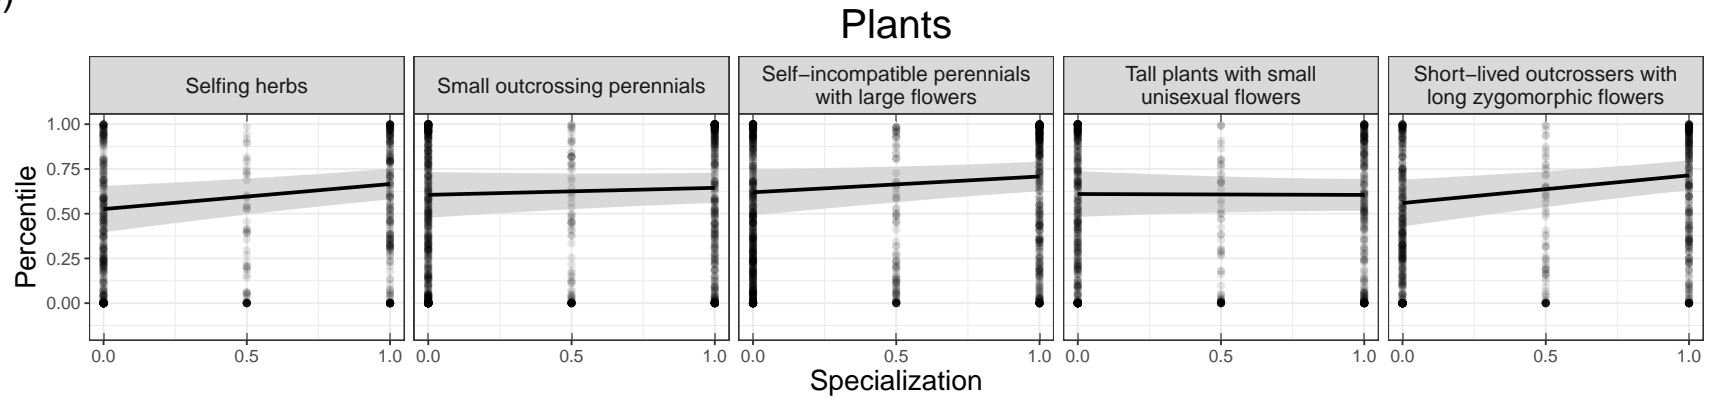 )
Plants
Selfing herbs
Small outcrossing perennials
Self−incompatible perennials
with large flowers
Tall plants with small
unisexual flowers
Short−lived outcrossers with
long zygomorphic flowers
Percentile
1.00
0.75
0.50
0.25
0.00
0.0 0.5 1.0 0.0 0.5 1.0 0.0 0.5 1.0 0.0 0.5 1.0 0.0 0.5 1.0
Specialization